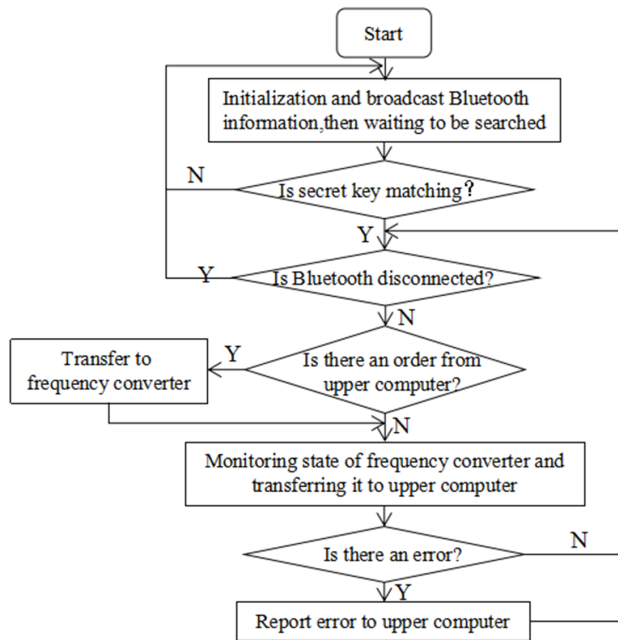 Start
Initialization and broadcast Bluetooth
information,then waiting to be searched
N
Is secret key matching?
Y
Y
Is Bluetooth disconnected?
N
Transfer to
frequency converter
Y
Is there an order from
upper computer?
N
Monitoring state of frequency converter and
transferring it to upper computer
Is there an error?
N
Y
Report error to upper computer